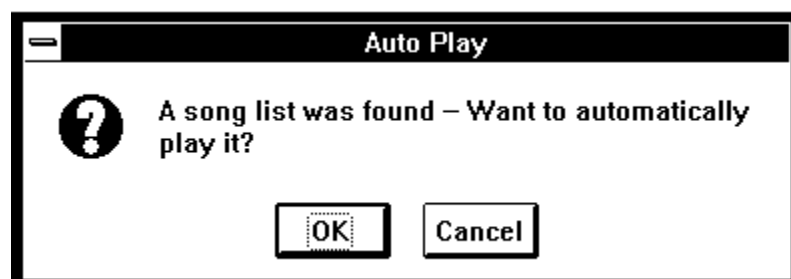 Auto Play
A song list was found – Want to automatically
play it?
OK Cancel